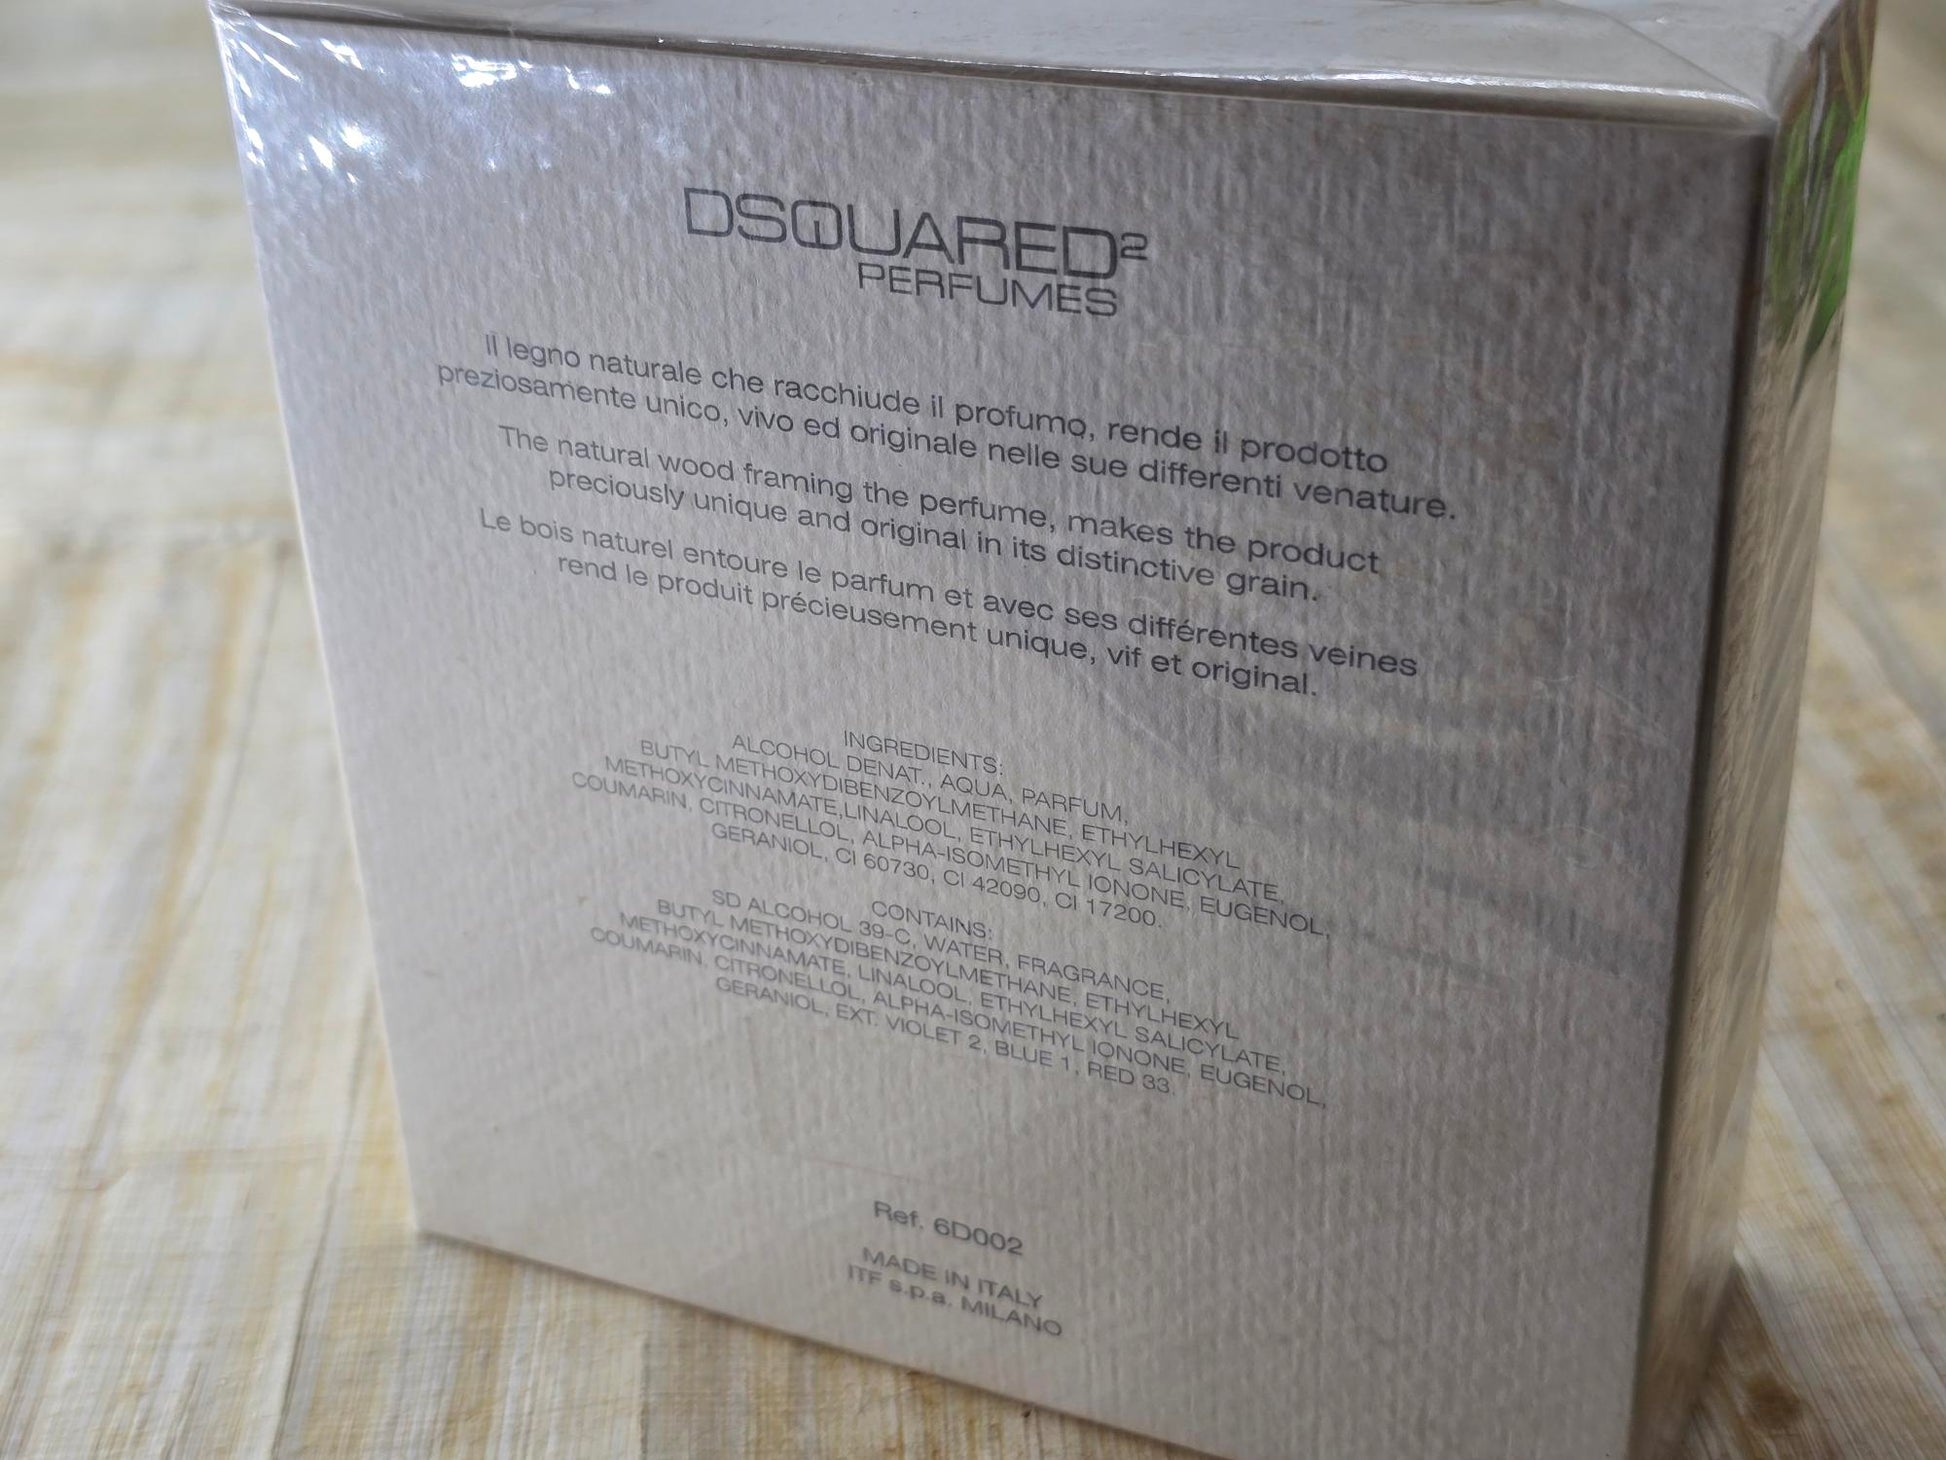 DSQUARED²
PERFUMES
Il legno naturale che racchiude il profumo, rende il prodotto
preziosamente unico, vivo ed originale nelle sue differenti venature.
The natural wood framing the perfume, makes the product
preciously unique and original in its distinctive grain.
Le bois naturel entoure le parfum et avec ses différentes veines
rend le produit précieusement unique, vif et original.
INGREDIENTS:
ALCOHOL DENAT., AQUA, PARFUM,
BUTYL METHOXYDIBENZOYLMETHANE, ETHYLHEXYL
METHOXYCINNAMATE,LINALOOL, ETHYLHEXYL SALICYLATE,
COUMARIN, CITRONELLOL, ALPHA-ISOMETHYL IONONE, EUGENOL,
GERANIOL, CI 60730, CI 42090, CI 17200.
CONTAINS:
SD ALCOHOL 39-C, WATER, FRAGRANCE,
BUTYL METHOXYDIBENZOYLMETHANE, ETHYLHEXYL
METHOXYCINNAMATE, LINALOOL, ETHYLHEXYL SALICYLATE,
COUMARIN, CITRONELLOL, ALPHA-ISOMETHYL IONONE, EUGENOL,
GERANIOL, EXT. VIOLET 2, BLUE 1, RED 33.
Ref. 6D002
MADE IN ITALY
ITF s.p.a. MILANO